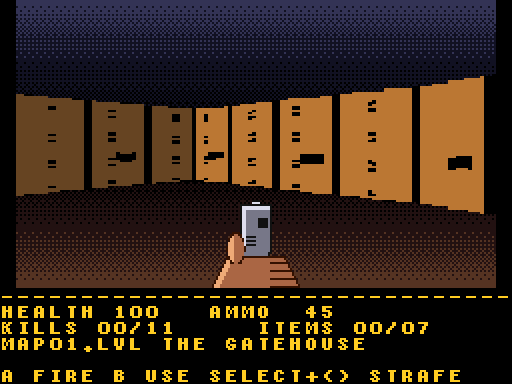 HEALTH 100 AMMO 45
KILLS 00/11 ITEMS 00/07
MAP01.LVL THE GATEHOUSE
A FIRE B USE SELECT+<> STRAFE